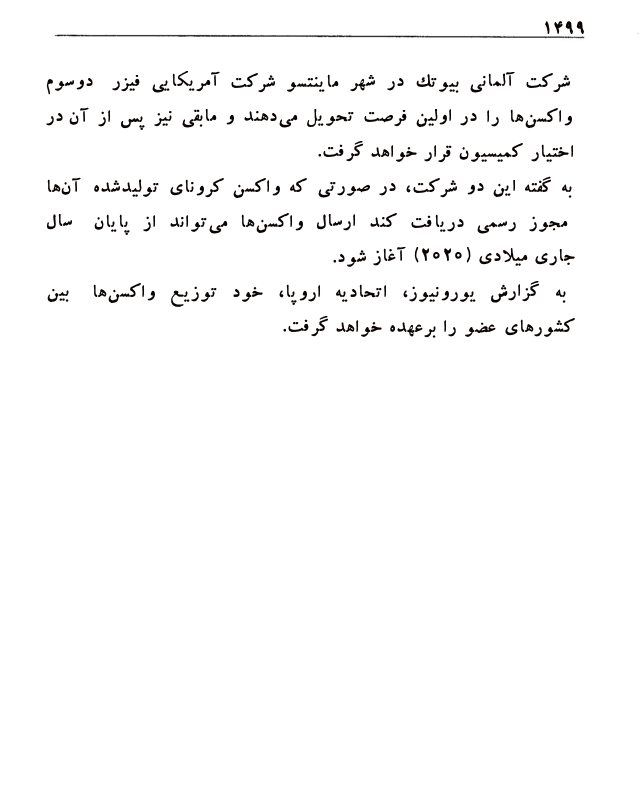 ۱۴۹۹
شرکت آلمانی بیوتك در شهر ماینتسو شرکت آمریکایی فیزر دوسوم
واکسن‌ها را در اولین فرصت تحویل می‌دهند و مابقی نیز پس از آن در
اختیار کمیسیون قرار خواهد گرفت.
به گفته این دو شرکت، در صورتی که واکسن کرونای تولیدشده آن‌ها
مجوز رسمی دریافت کند ارسال واکسن‌ها می‌تواند از پایان سال
جاری میلادی (۲۰۲۰) آغاز شود.
به گزارش یورونیوز، اتحادیه اروپا، خود توزیع واکسن‌ها بین
کشورهای عضو را برعهده خواهد گرفت.